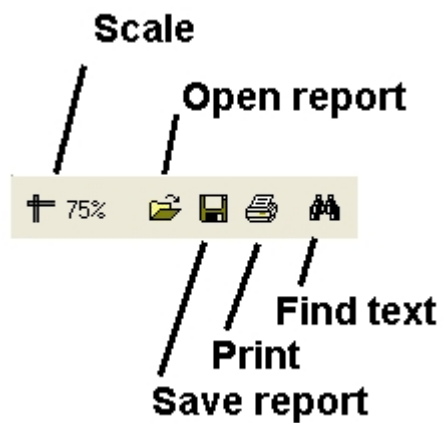 Scale
Open report
75%
Find text
Print
Save report